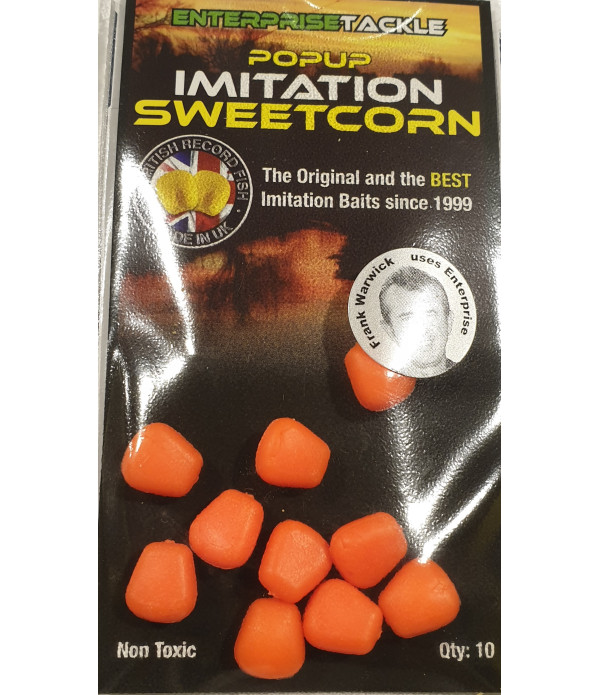 ENTERPRISETACKLE
POPUP
IMITATION
SWEETCORN
BRITISH RECORD FISH
MADE IN UK
The Original and the BEST
Imitation Baits since 1999
Frank Warwick uses Enterprise
Non Toxic
Qty: 10